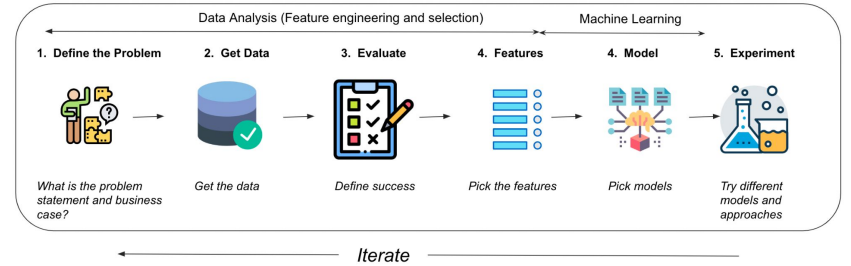 Data Analysis (Feature engineering and selection)
Machine Learning
1. Define the Problem
2. Get Data
3. Evaluate
4. Features
4. Model
5. Experiment
?
What is the problem
statement and business
case?
Get the data
Define success
Pick the features
Pick models
Try different
models and
approaches
Iterate